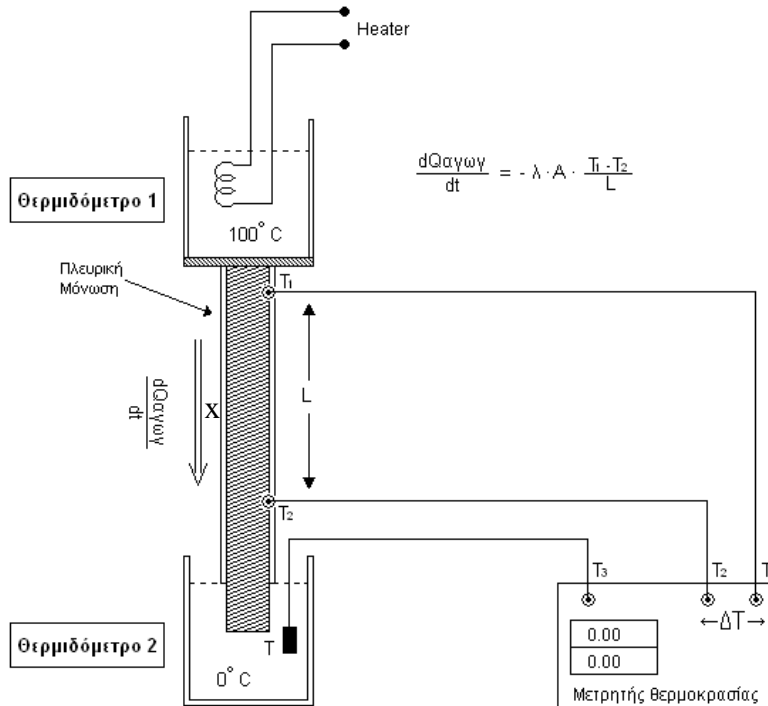 Heater
dQαγωγ
dt
= - λ · A ·
T1 - T2
L
Θερμιδόμετρο 1
100° C
Πλευρική
Μόνωση
T1
dQαγωγ
dt
X
L
T2
T3
T2
T
←ΔT→
Θερμιδόμετρο 2
T
0.00
0.00
0° C
Μετρητής θερμοκρασίας